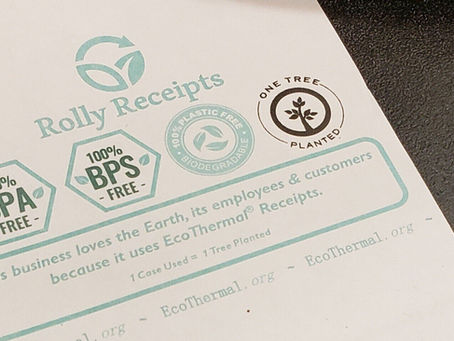 Rolly Receipts
ONE TREE
PLANTED
100%
BPS
- FREE -
100% PLASTIC FREE
BIODEGRADABLE
%
PA
FREE -
s business loves the Earth, its employees & customers
because it uses EcoThermal® Receipts.
1 Case Used = 1 Tree Planted
.org ~ EcoThermal.org ~ EcoThermal.org ~